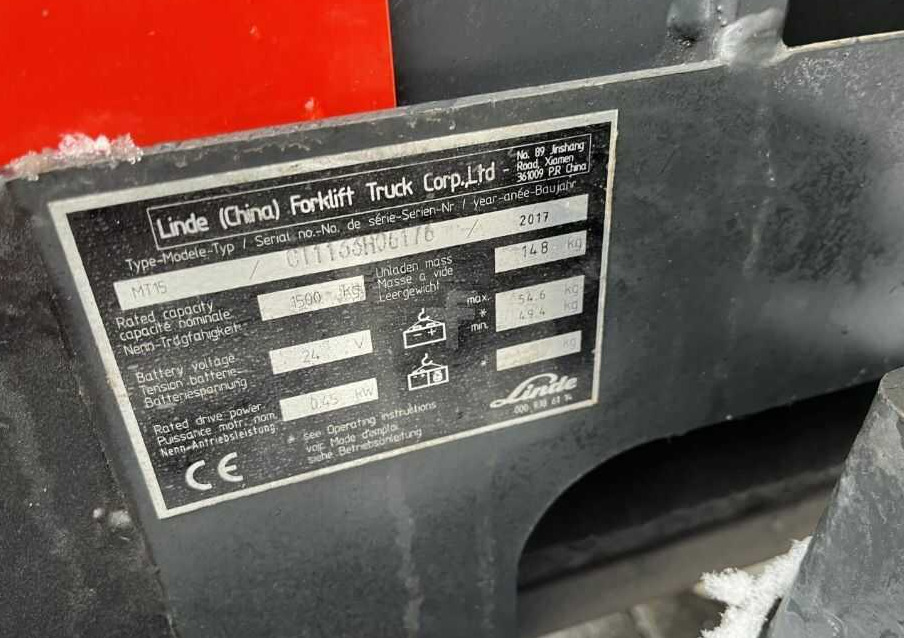 Linde (China) Forklift Truck Corp.,Ltd - No. 89 Jinshang
Road, Xiamen
361009 P.R China
Type-Modele-Typ / Serial no.-No. de série-Serien-Nr / year-anée-Baujahr
MT15 / / 2017
Rated capacity
capacité nominale
Nenn-Trägfahigkeit
1500 kg
Unladen mass
Masse à vide
Leergewicht
148 kg
Battery voltage
Tension batterie
Batteriespannung
24 V
- +
max.
*
min.
54.6 kg
49.4 kg
Rated drive power
Puissance motr. nom.
Nenn-Antriebsleistung
0.45 kW
*
kg
* see Operating instructions
voir Mode d'emploi
siehe Betriebsanleitung
Linde
CE